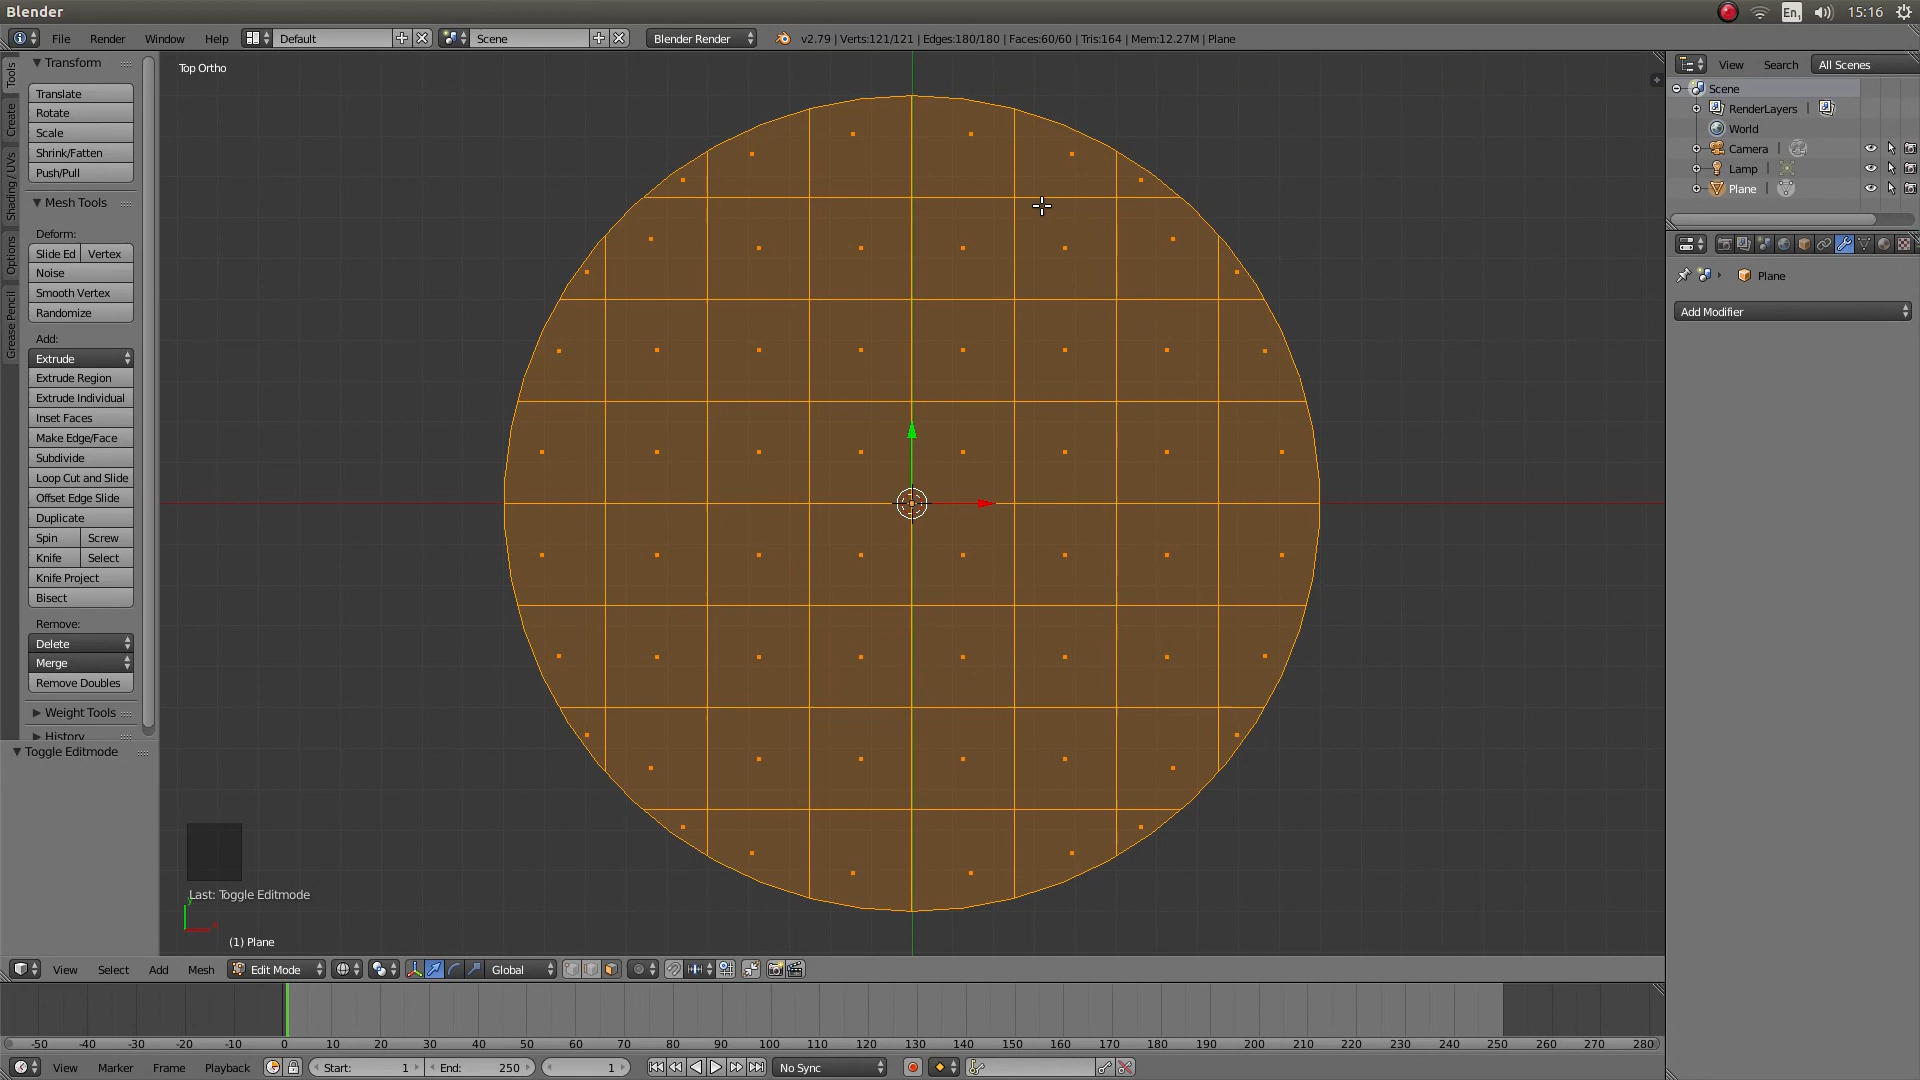 Blender
En1 15:16
File Render Window Help Default Scene Blender Render v2.79 | Verts:121/121 | Edges:180/180 | Faces:60/60 | Tris:164 | Mem:12.27M | Plane
Top Ortho
Tools
Create
Shading / UVs
Options
Grease Pencil
Transform
Translate
Rotate
Scale
Shrink/Fatten
Push/Pull
Mesh Tools
Deform:
Slide Ed Vertex
Noise
Smooth Vertex
Randomize
Add:
Extrude
Extrude Region
Extrude Individual
Inset Faces
Make Edge/Face
Subdivide
Loop Cut and Slide
Offset Edge Slide
Duplicate
Spin Screw
Knife Select
Knife Project
Bisect
Remove:
Delete
Merge
Remove Doubles
Weight Tools
History
Toggle Editmode
Last: Toggle Editmode
(1) Plane
View Search All Scenes
Scene
RenderLayers
World
Camera
Lamp
Plane
Plane
Add Modifier
View Select Add Mesh Edit Mode Global
-50 -40 -30 -20 -10 0 10 20 30 40 50 60 70 80 90 100 110 120 130 140 150 160 170 180 190 200 210 220 230 240 250 260 270 280
View Marker Frame Playback Start: 1 End: 250 1 No Sync